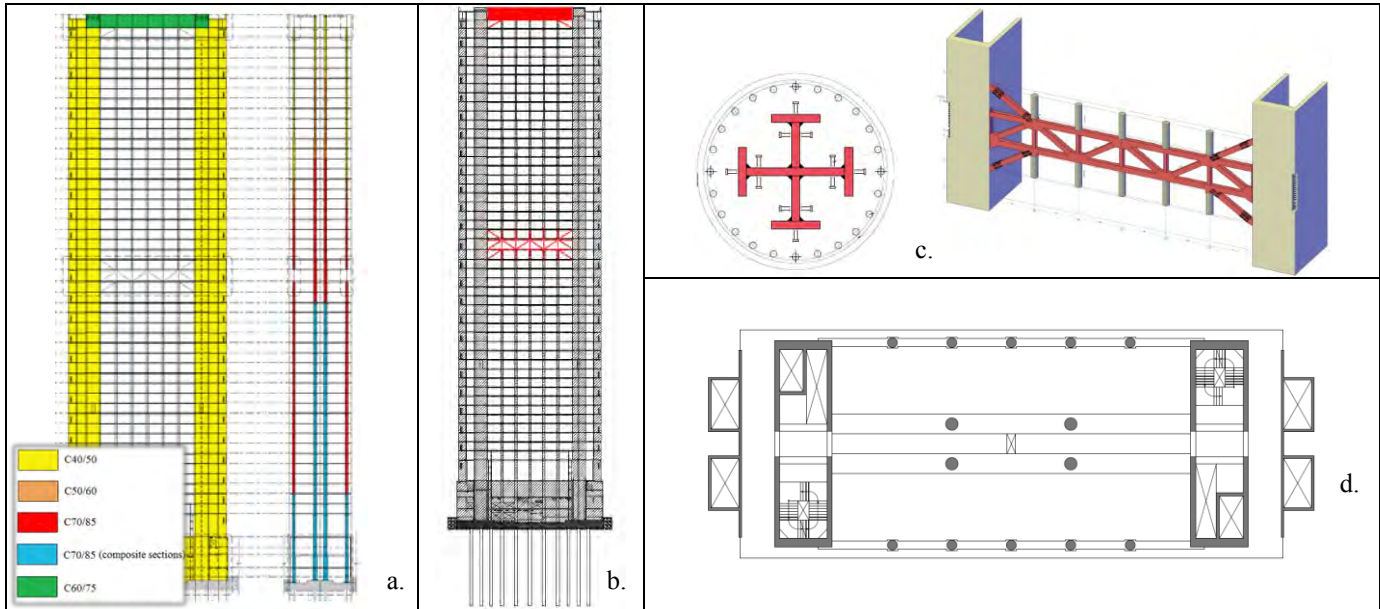 C40/50
C50/60
C70/85
C70/85 (composite sections)
C60/75
a.
b.
c.
d.